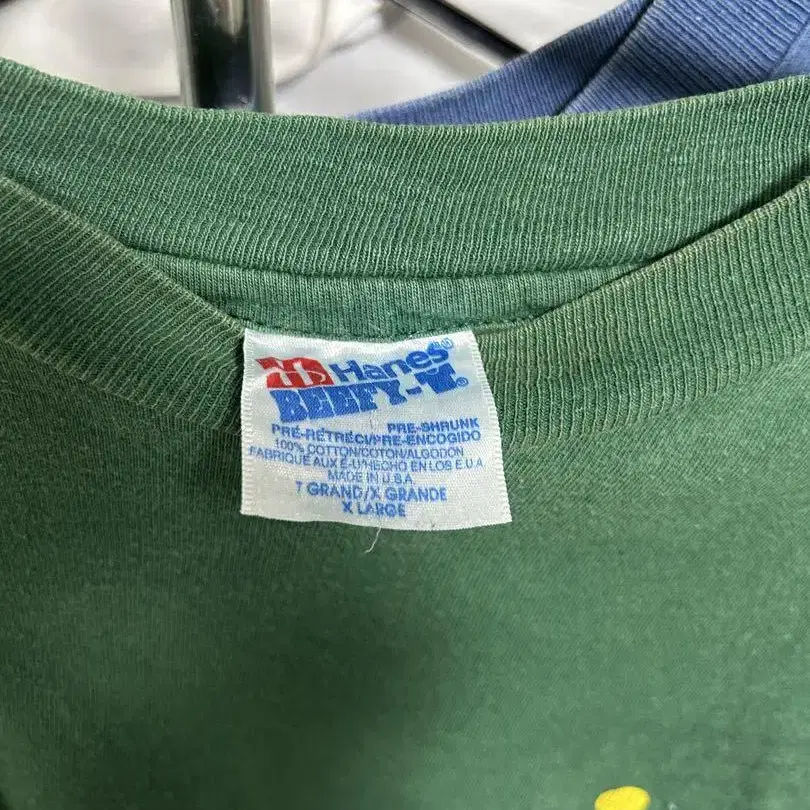 H Hanes®
BEEFY-T®
PRE-SHRUNK
PRÉ-RÉTRÉCI/PRE-ENCOGIDO
100% COTTON/COTON/ALGODON
FABRIQUE AUX É-U/HECHO EN LOS E.U.A
MADE IN U.S.A.
T GRAND/X GRANDE
X LARGE